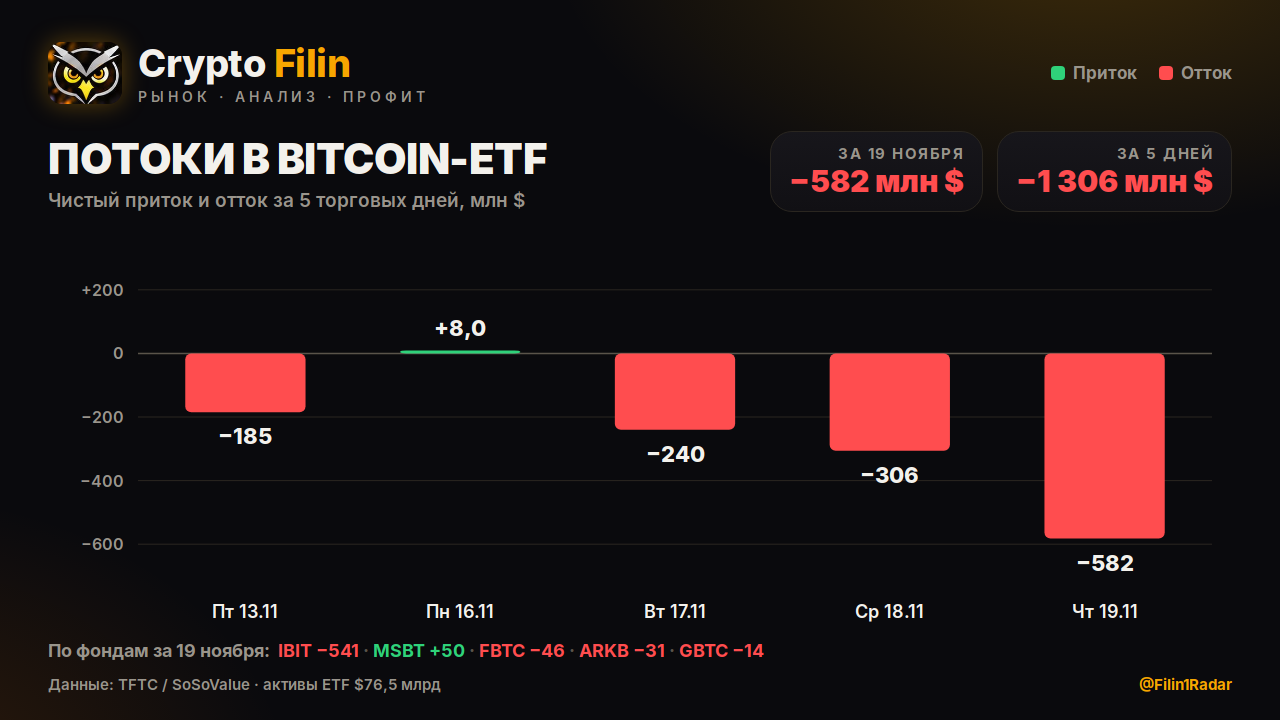 Crypto Filin
РЫНОК · АНАЛИЗ · ПРОФИТ
Приток
Отток
ПОТОКИ В BITCOIN-ETF
Чистый приток и отток за 5 торговых дней, млн $
ЗА 19 НОЯБРЯ
−582 млн $
ЗА 5 ДНЕЙ
−1 306 млн $
+200
0
−200
−400
−600
−185
+8,0
−240
−306
−582
Пт 13.11
Пн 16.11
Вт 17.11
Ср 18.11
Чт 19.11
По фондам за 19 ноября: IBIT −541 · MSBT +50 · FBTC −46 · ARKB −31 · GBTC −14
Данные: TFTC / SoSoValue · активы ETF $76,5 млрд
@Filin1Radar